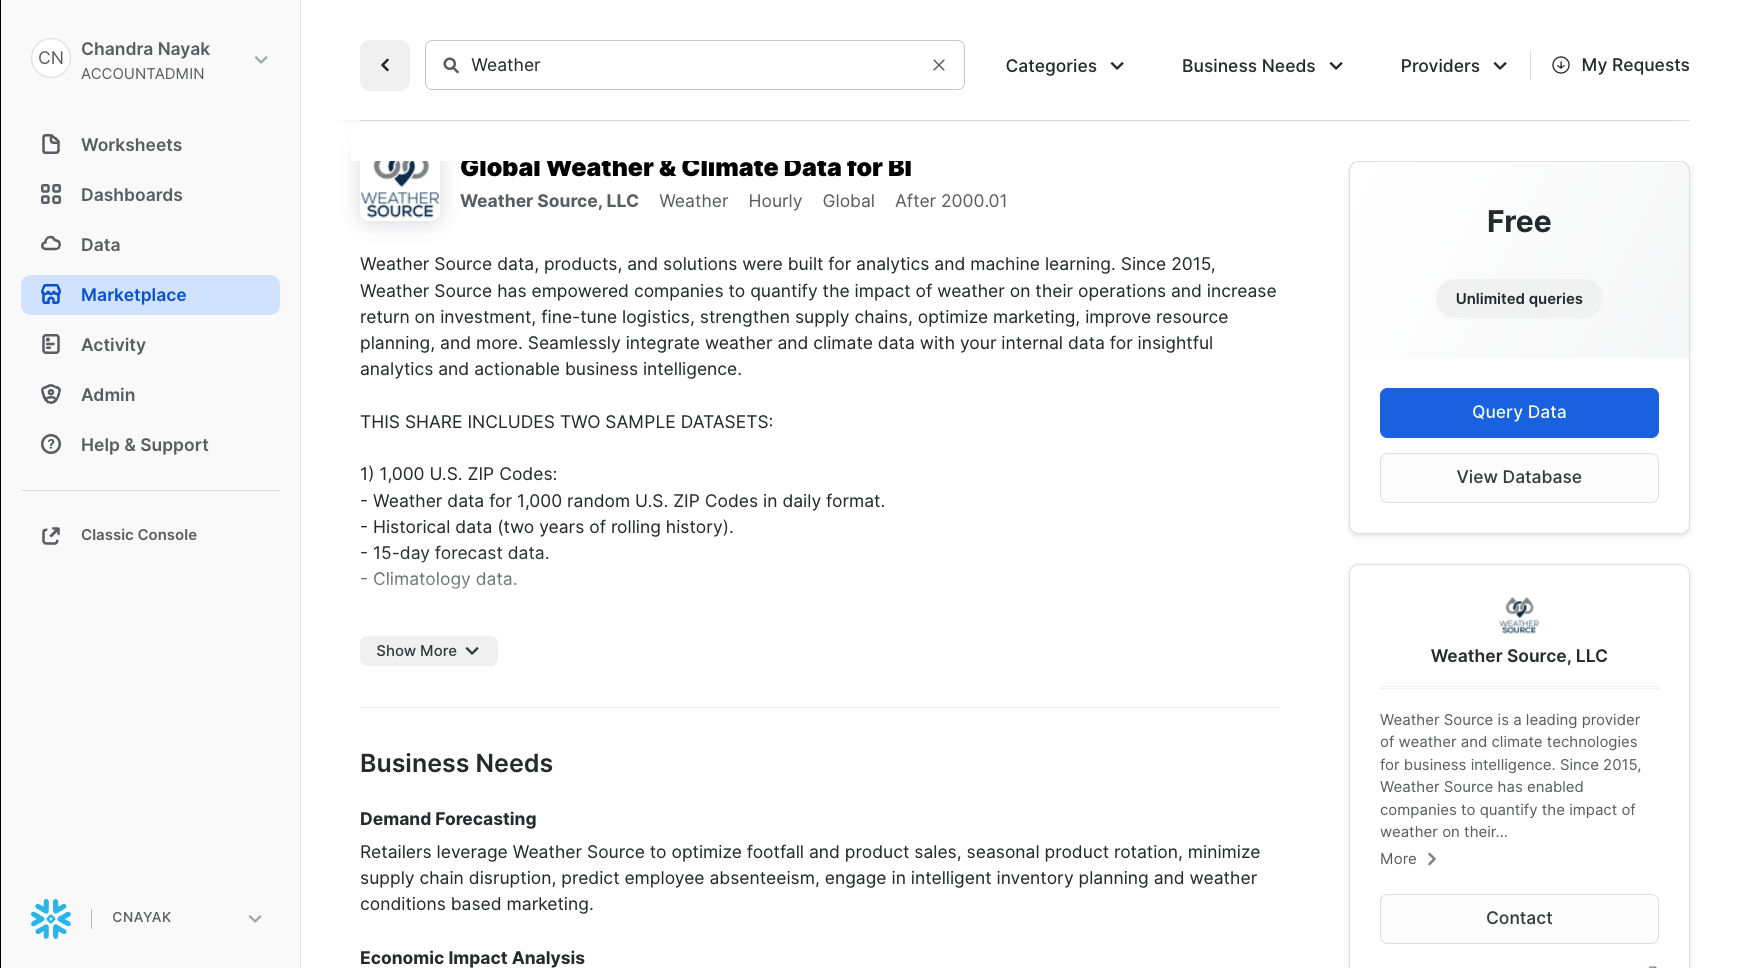 CN
Chandra Nayak
ACCOUNTADMIN
Worksheets
Dashboards
Data
Marketplace
Activity
Admin
Help & Support
Classic Console
CNAYAK
Weather
Categories
Business Needs
Providers
My Requests
WEATHER
SOURCE
Global Weather & Climate Data for BI
Weather Source, LLC Weather Hourly Global After 2000.01
Weather Source data, products, and solutions were built for analytics and machine learning. Since 2015,
Weather Source has empowered companies to quantify the impact of weather on their operations and increase
return on investment, fine-tune logistics, strengthen supply chains, optimize marketing, improve resource
planning, and more. Seamlessly integrate weather and climate data with your internal data for insightful
analytics and actionable business intelligence.
THIS SHARE INCLUDES TWO SAMPLE DATASETS:
1) 1,000 U.S. ZIP Codes:
- Weather data for 1,000 random U.S. ZIP Codes in daily format.
- Historical data (two years of rolling history).
- 15-day forecast data.
- Climatology data.
Show More
Business Needs
Demand Forecasting
Retailers leverage Weather Source to optimize footfall and product sales, seasonal product rotation, minimize
supply chain disruption, predict employee absenteeism, engage in intelligent inventory planning and weather
conditions based marketing.
Economic Impact Analysis
Free
Unlimited queries
Query Data
View Database
WEATHER
SOURCE
Weather Source, LLC
Weather Source is a leading provider
of weather and climate technologies
for business intelligence. Since 2015,
Weather Source has enabled
companies to quantify the impact of
weather on their...
More
Contact